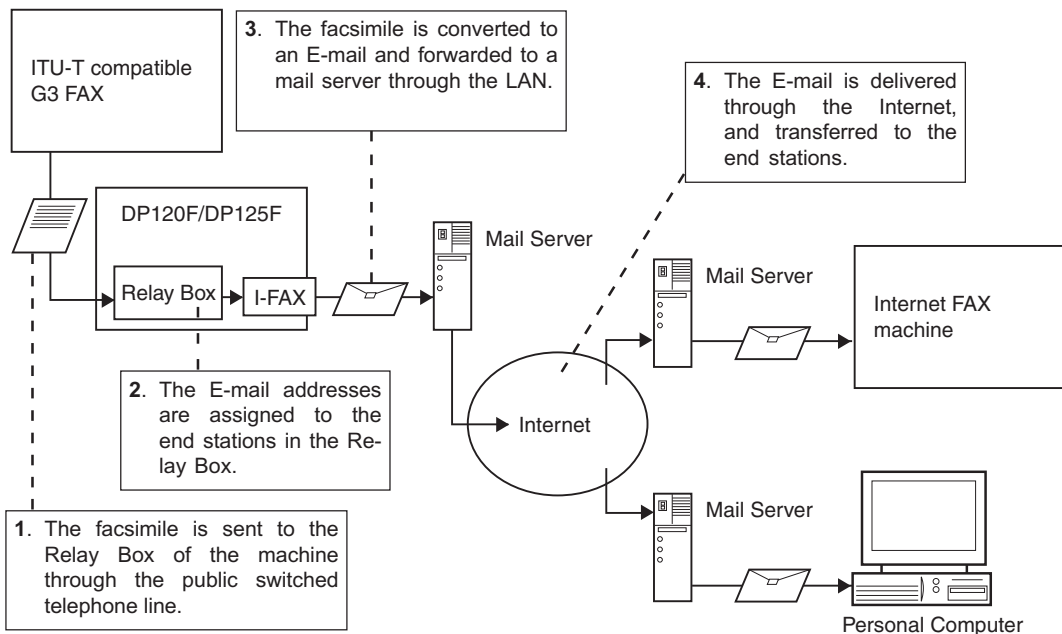 ITU-T compatible
G3 FAX
3. The facsimile is converted to
an E-mail and forwarded to a
mail server through the LAN.
4. The E-mail is delivered
through the Internet,
and transferred to the
end stations.
DP120F/DP125F
Relay Box
I-FAX
Mail Server
Mail Server
Internet FAX
machine
2. The E-mail addresses
are assigned to the
end stations in the Re-
lay Box.
Internet
1. The facsimile is sent to the
Relay Box of the machine
through the public switched
telephone line.
Mail Server
Personal Computer